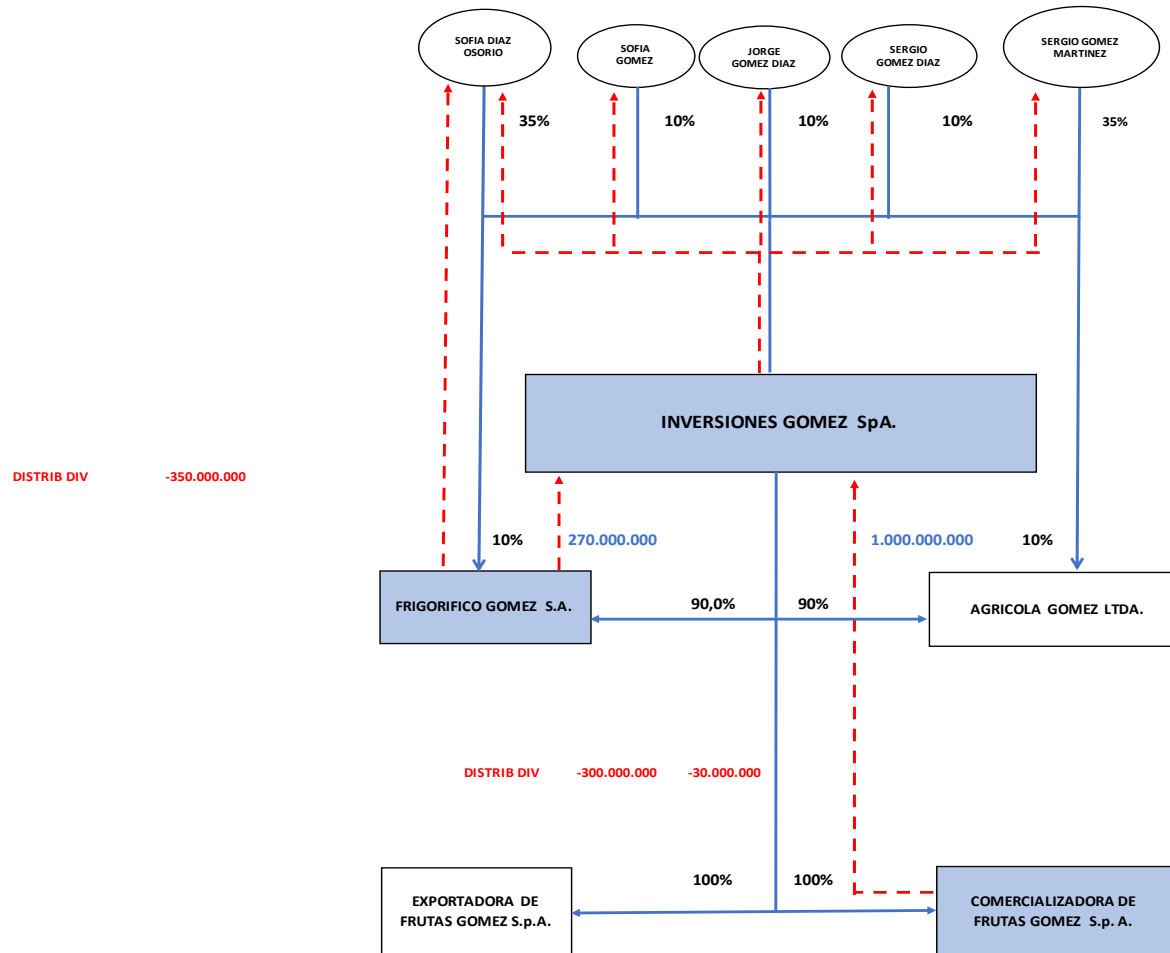 SOFIA DIAZ
OSORIO
SOFIA
GOMEZ
JORGE
GOMEZ DIAZ
SERGIO
GOMEZ DIAZ
SERGIO GOMEZ
MARTINEZ
35%
10%
10%
10%
35%
INVERSIONES GOMEZ SpA.
DISTRIB DIV -350.000.000
10%
270.000.000
1.000.000.000
10%
FRIGORIFICO GOMEZ S.A.
90,0%
90%
AGRICOLA GOMEZ LTDA.
DISTRIB DIV -300.000.000 -30.000.000
100%
100%
EXPORTADORA DE
FRUTAS GOMEZ S.p.A.
COMERCIALIZADORA DE
FRUTAS GOMEZ S.p. A.